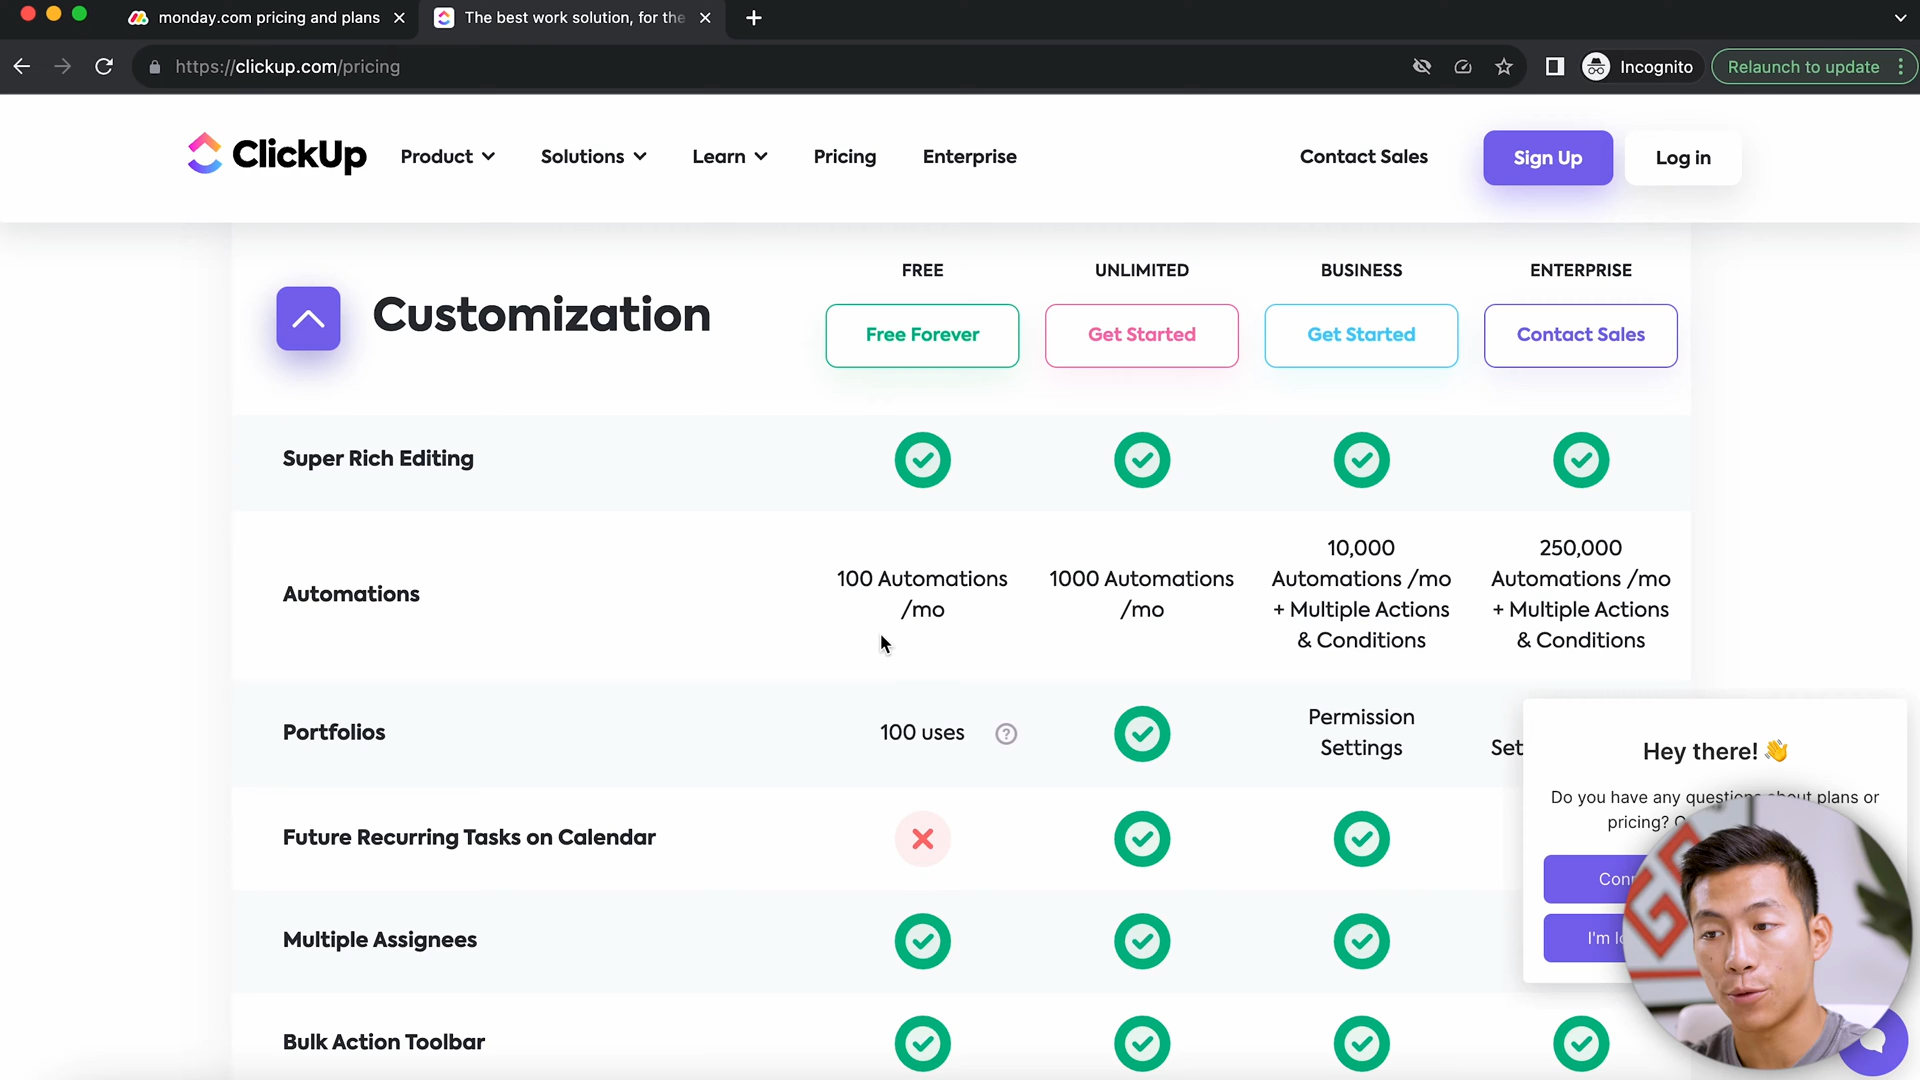 monday.com pricing and plans
The best work solution, for the
https://clickup.com/pricing
Incognito
Relaunch to update
ClickUp
Product
Solutions
Learn
Pricing
Enterprise
Contact Sales
Sign Up
Log in
Customization
FREE
UNLIMITED
BUSINESS
ENTERPRISE
Free Forever
Get Started
Get Started
Contact Sales
Super Rich Editing
Automations
100 Automations
/mo
1000 Automations
/mo
10,000
Automations /mo
+ Multiple Actions
& Conditions
250,000
Automations /mo
+ Multiple Actions
& Conditions
Portfolios
100 uses
?
Permission
Settings
Future Recurring Tasks on Calendar
Multiple Assignees
Bulk Action Toolbar
Hey there! 👋
Do you have any questions about plans or
pricing?
I'm